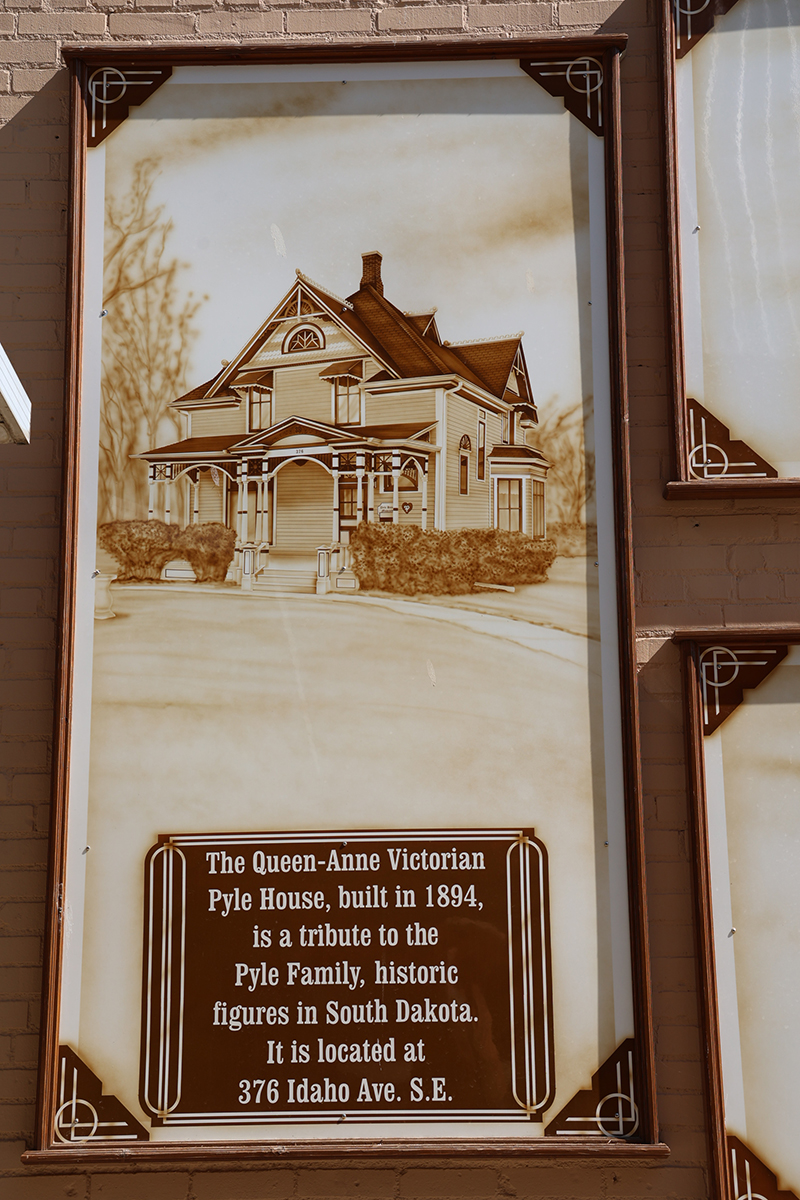 376
The Queen-Anne Victorian
Pyle House, built in 1894,
is a tribute to the
Pyle Family, historic
figures in South Dakota.
It is located at
376 Idaho Ave. S.E.